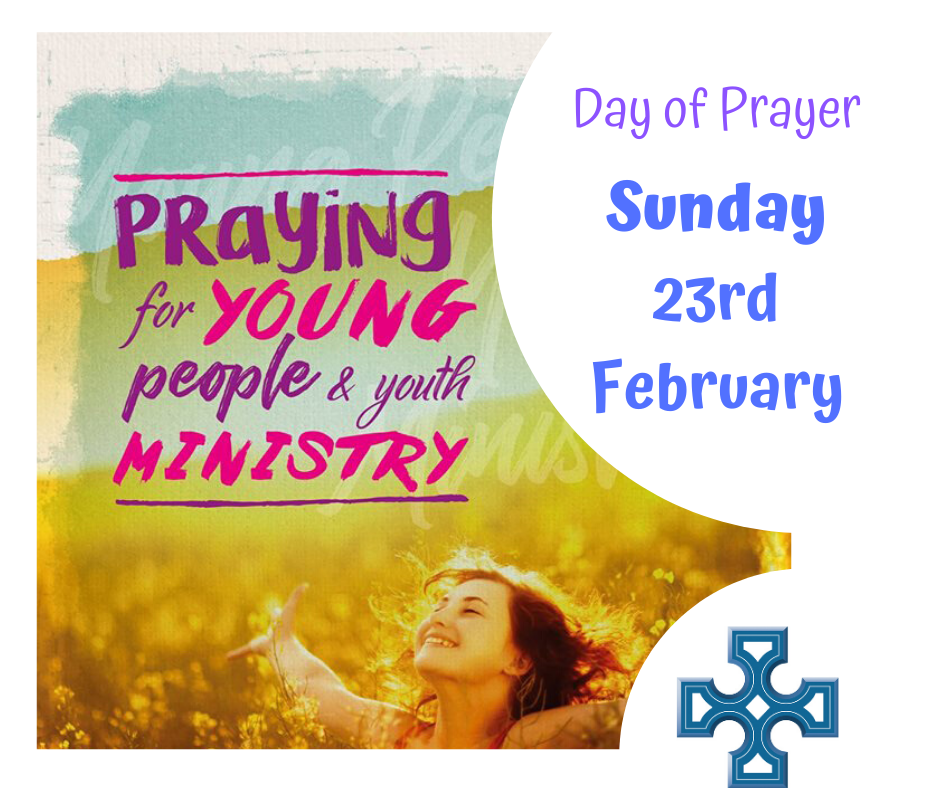 PRayiNg
for YOUNG
people & youth
MINISTRY
Day of Prayer
Sunday
23rd
February